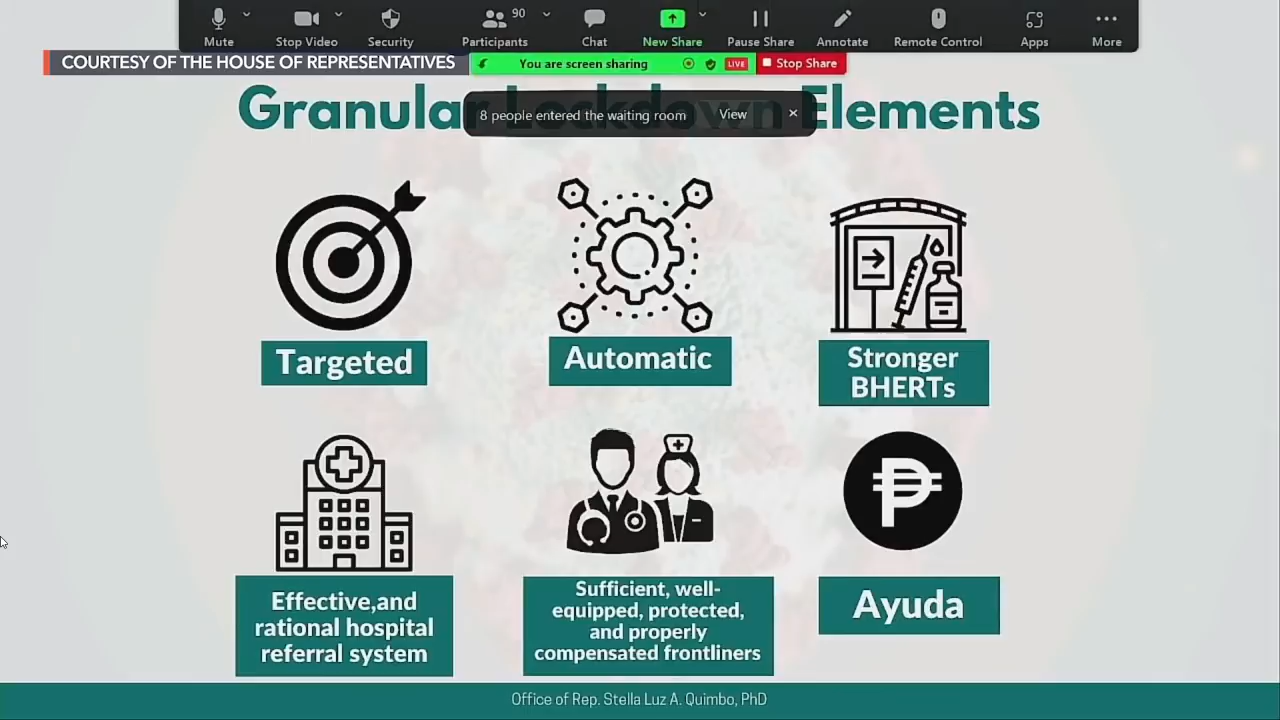 90
Mute
Stop Video
Security
Participants
Chat
New Share
Pause Share
Annotate
Remote Control
Apps
More
COURTESY OF THE HOUSE OF REPRESENTATIVES
You are screen sharing
LIVE
Stop Share
Granular Lockdown Elements
8 people entered the waiting room
View
Targeted
Automatic
Stronger
BHERTs
Effective,and
rational hospital
referral system
Sufficient, well-
equipped, protected,
and properly
compensated frontliners
Ayuda
Office of Rep. Stella Luz A. Quimbo, PhD